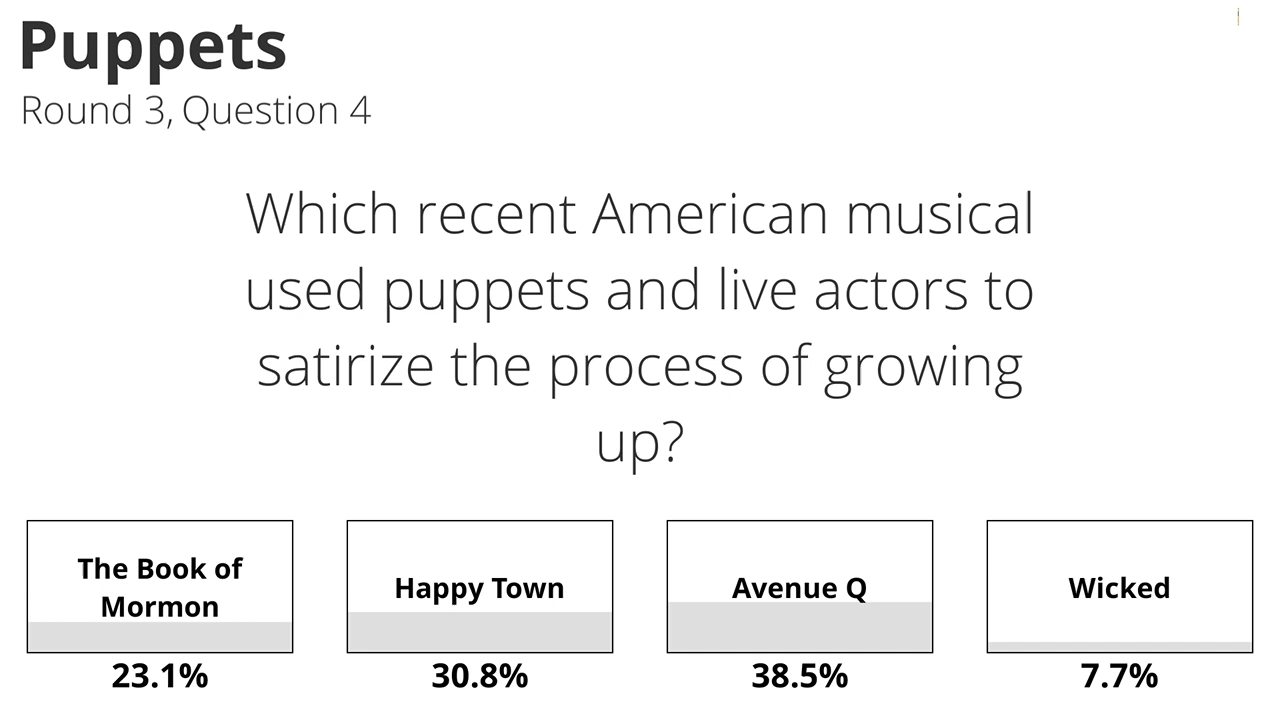 Puppets
Round 3, Question 4
Which recent American musical
used puppets and live actors to
satirize the process of growing
up?
The Book of
Mormon
Happy Town
Avenue Q
Wicked
23.1%
30.8%
38.5%
7.7%